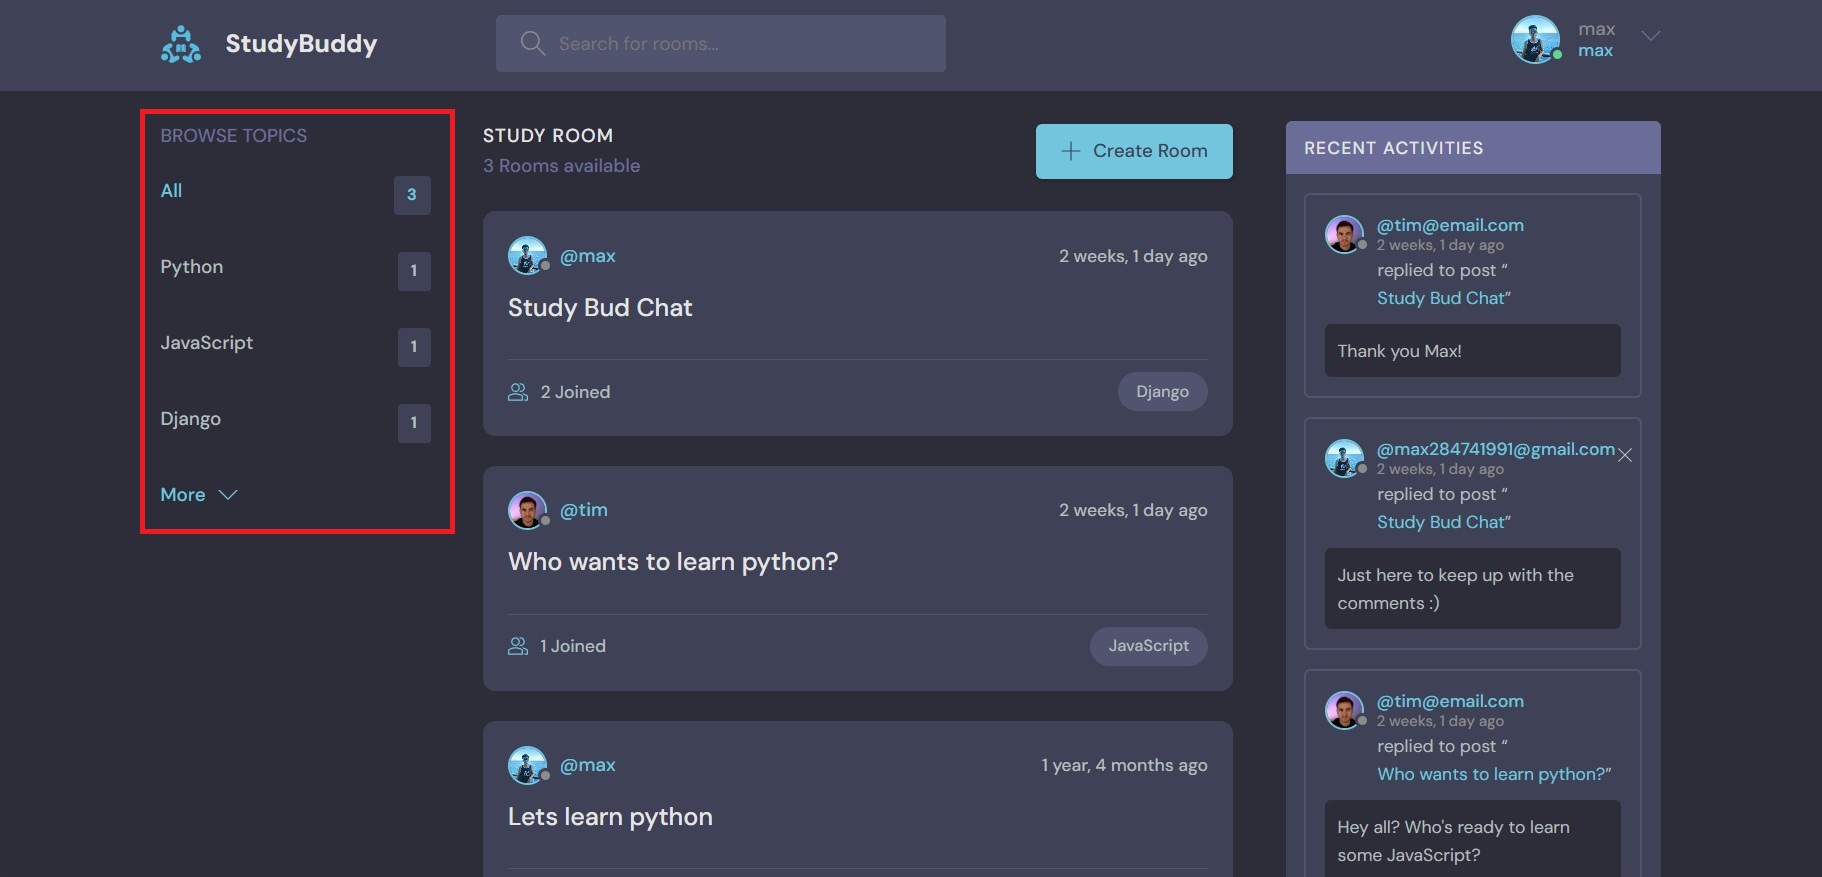 StudyBuddy
Search for rooms...
max
max
BROWSE TOPICS
All
3
Python
1
JavaScript
1
Django
1
More
STUDY ROOM
3 Rooms available
Create Room
@max
2 weeks, 1 day ago
Study Bud Chat
2 Joined
Django
@tim
2 weeks, 1 day ago
Who wants to learn python?
1 Joined
JavaScript
@max
1 year, 4 months ago
Lets learn python
RECENT ACTIVITIES
@tim@email.com
2 weeks, 1 day ago
replied to post “
Study Bud Chat”
Thank you Max!
@max284741991@gmail.com
2 weeks, 1 day ago
replied to post “
Study Bud Chat”
Just here to keep up with the
comments :)
@tim@email.com
2 weeks, 1 day ago
replied to post “
Who wants to learn python?”
Hey all? Who's ready to learn
some JavaScript?